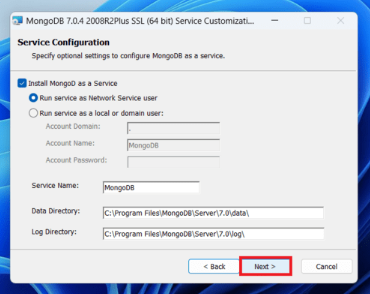 MongoDB 7.0.4 2008R2Plus SSL (64 bit) Service Customizati...
Service Configuration
Specify optional settings to configure MongoDB as a service.
Install MongoD as a Service
Run service as Network Service user
Run service as a local or domain user:
Account Domain: .
Account Name: MongoDB
Account Password:
Service Name: MongoDB
Data Directory: C:\Program Files\MongoDB\Server\7.0\data\
Log Directory: C:\Program Files\MongoDB\Server\7.0\log\
< Back Next > Cancel